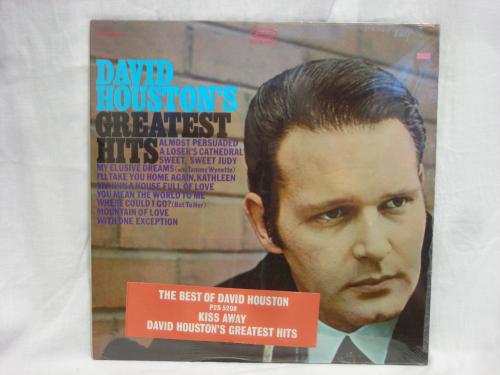 DAVID
HOUSTON'S
GREATEST
HITS
ALMOST PERSUADED
A LOSER'S CATHEDRAL
SWEET, SWEET JUDY
MY ELUSIVE DREAMS (with Tammy Wynette)
I'LL TAKE YOU HOME AGAIN, KATHLEEN
LIVIN' IN A HOUSE FULL OF LOVE
YOU MEAN THE WORLD TO ME
WHERE COULD I GO? (But To Her)
MOUNTAIN OF LOVE
WITH ONE EXCEPTION
THE BEST OF DAVID HOUSTON
P2S 5208
KISS AWAY
DAVID HOUSTON'S GREATEST HITS